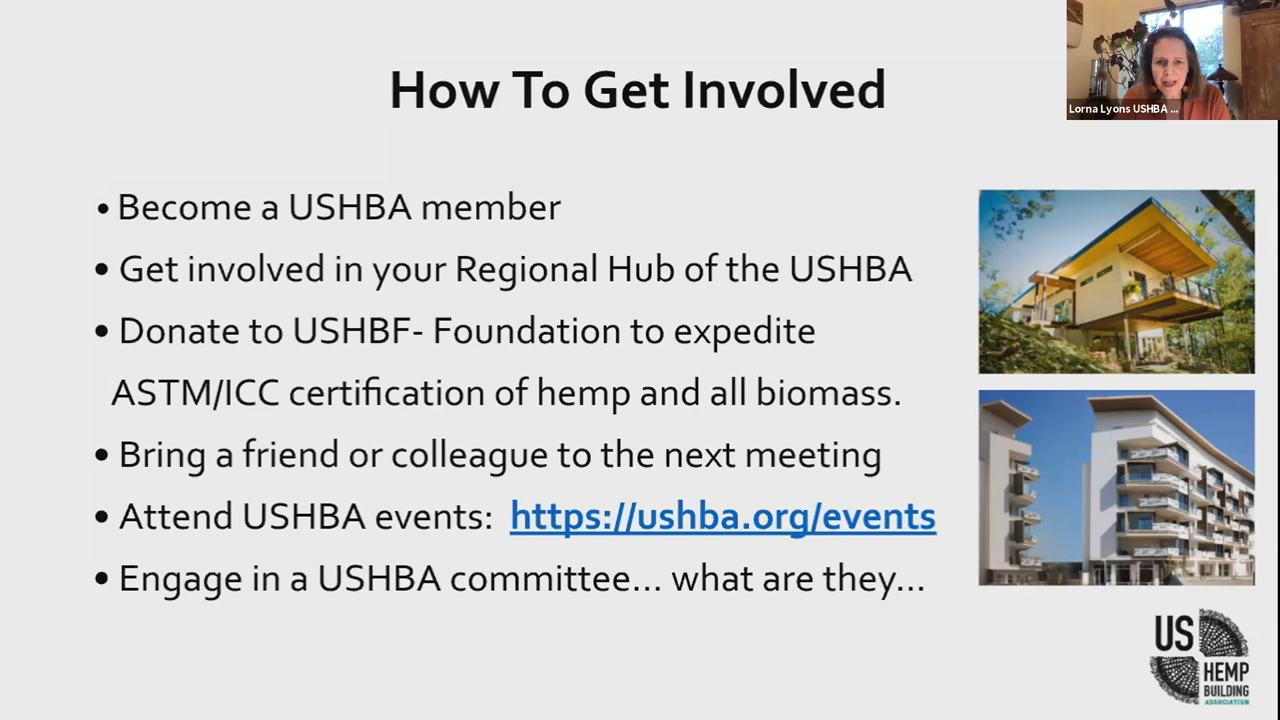 How To Get Involved
Lorna Lyons USHBA ...
• Become a USHBA member
• Get involved in your Regional Hub of the USHBA
• Donate to USHBF- Foundation to expedite
ASTM/ICC certification of hemp and all biomass.
• Bring a friend or colleague to the next meeting
• Attend USHBA events: https://ushba.org/events
• Engage in a USHBA committee... what are they...
US
HEMP
BUILDING
ASSOCIATION